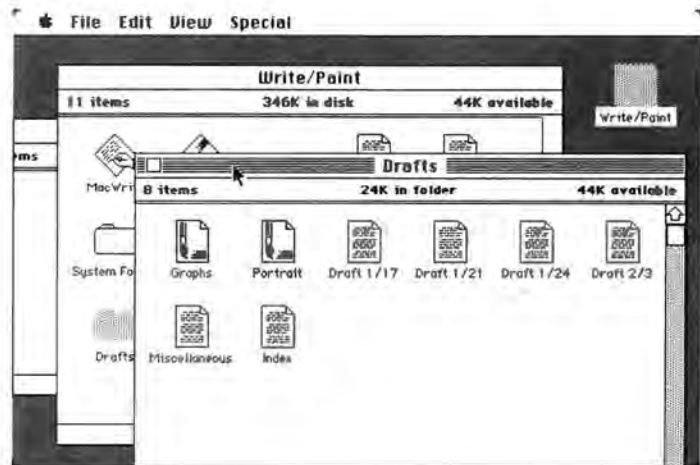 File Edit View Special
Write/Paint
11 items 346K in disk 44K available
Write/Paint
ems
MacWrit
Drafts
8 items 24K in folder 44K available
System Fo
Graphs Portrait Draft 1/17 Draft 1/21 Draft 1/24 Draft 2/3
Drafts
Miscellaneous Index